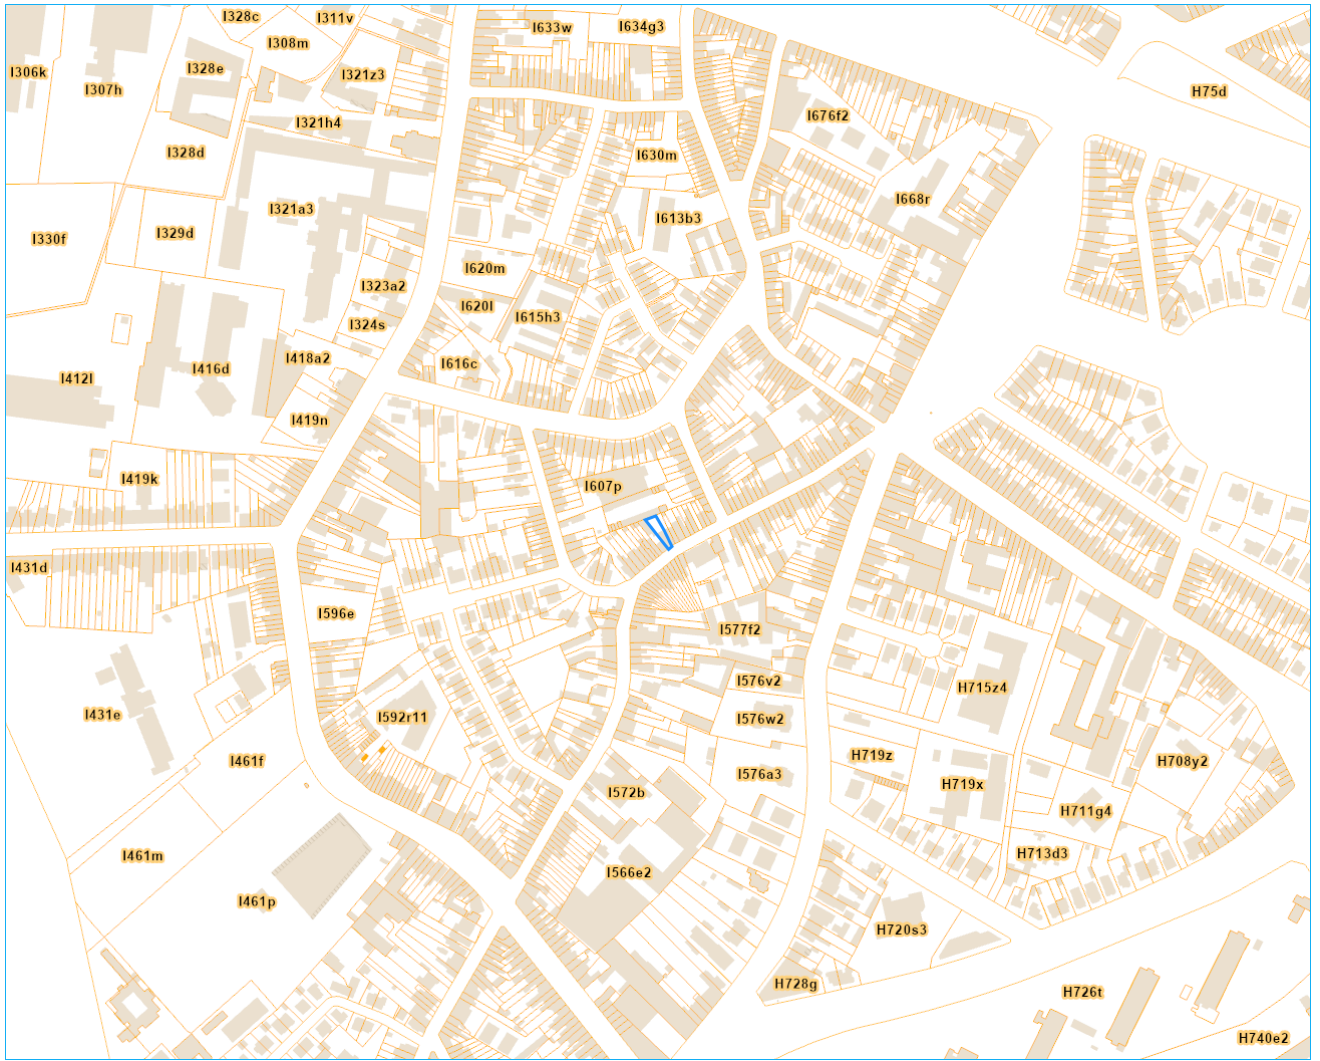 I328c
I311v
I633w
I634g3
I308m
I306k
I328e
I321z3
I307h
H75d
I676f2
I321h4
I328d
I630m
I668r
I321a3
I613b3
I329d
I330f
I620m
I323a2
I620l
I615h3
I324s
I418a2
I616c
I416d
I412l
I419n
I419k
I607p
I431d
I596e
I577f2
I576v2
H715z4
I431e
I592r11
I576w2
I461f
H719z
H708y2
I576a3
H719x
I572b
H711g4
I461m
H713d3
I566e2
I461p
H720s3
H728g
H726t
H740e2